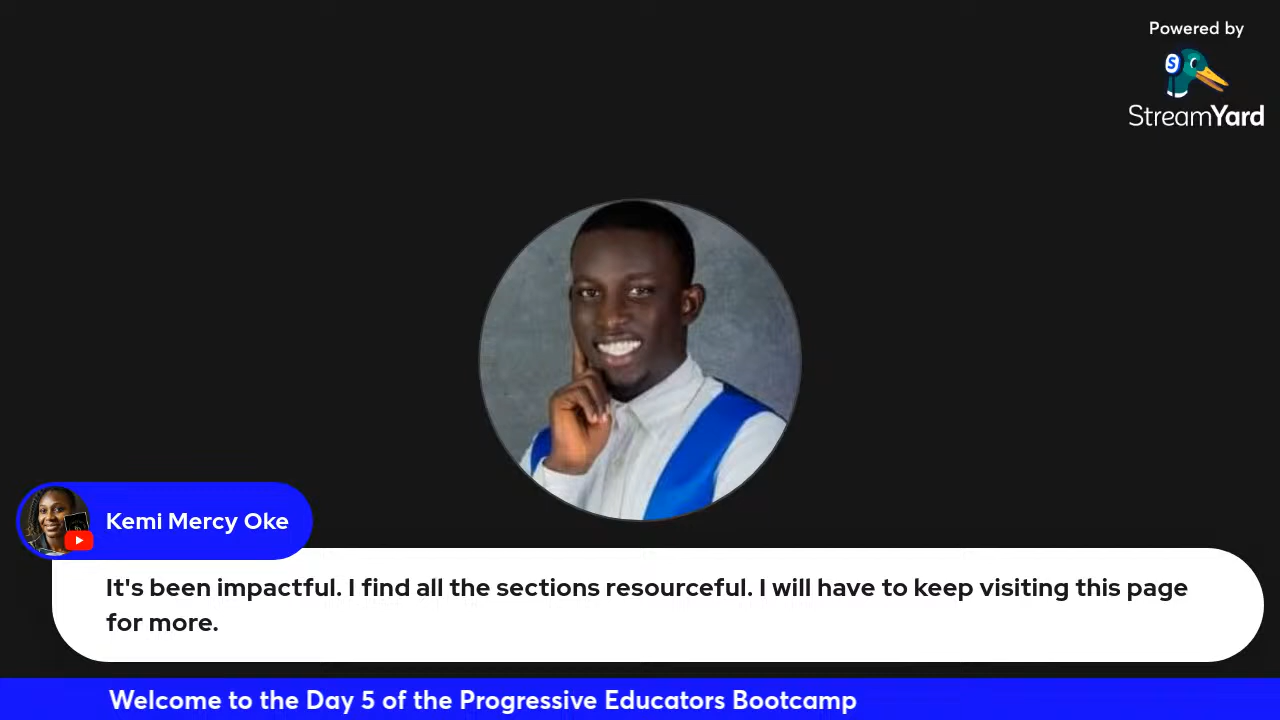 Powered by
S
StreamYard
Kemi Mercy Oke
It's been impactful. I find all the sections resourceful. I will have to keep visiting this page
for more.
Welcome to the Day 5 of the Progressive Educators Bootcamp